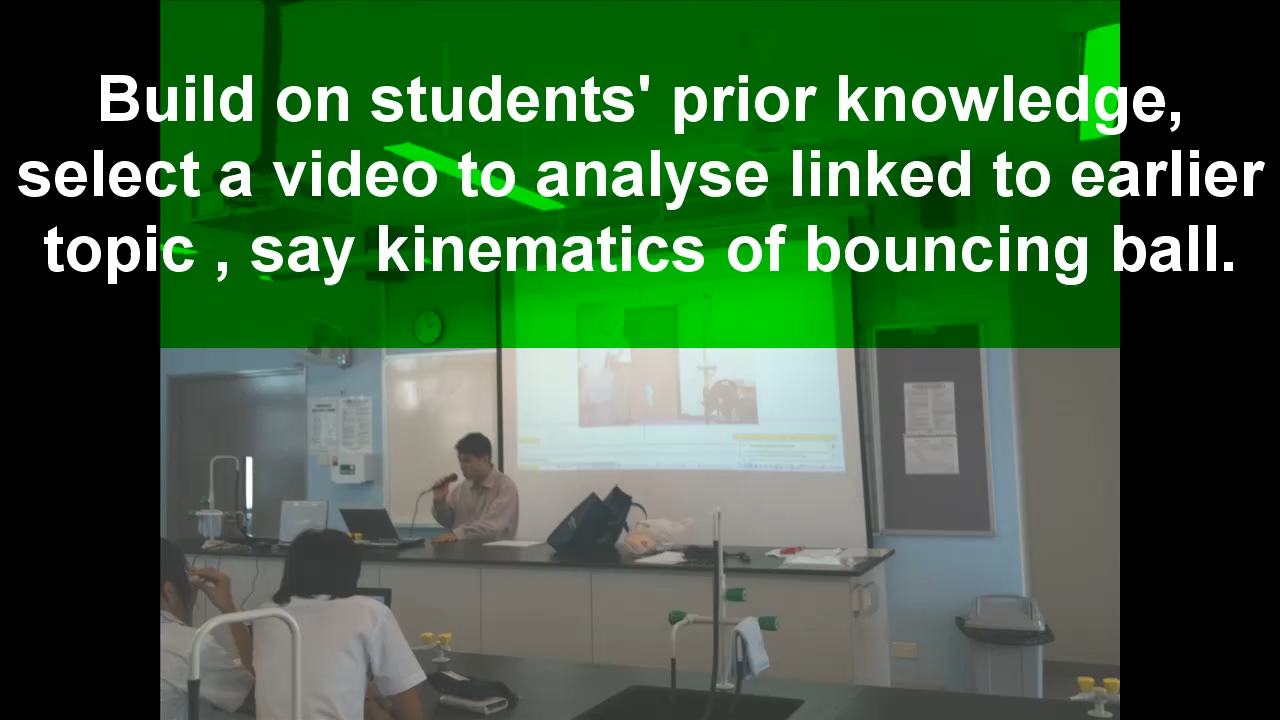 Build on students' prior knowledge,
select a video to analyse linked to earlier
topic , say kinematics of bouncing ball.